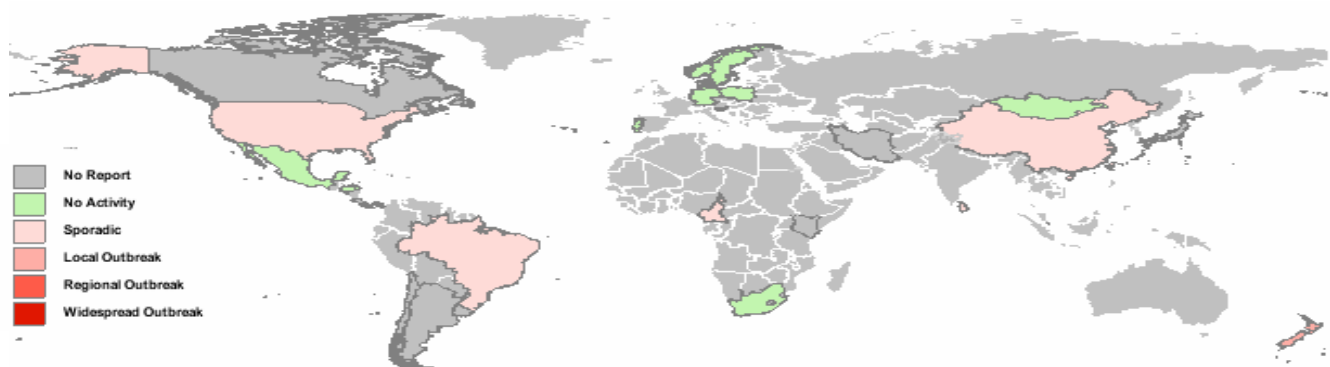 No Report
No Activity
Sporadic
Local Outbreak
Regional Outbreak
Widespread Outbreak